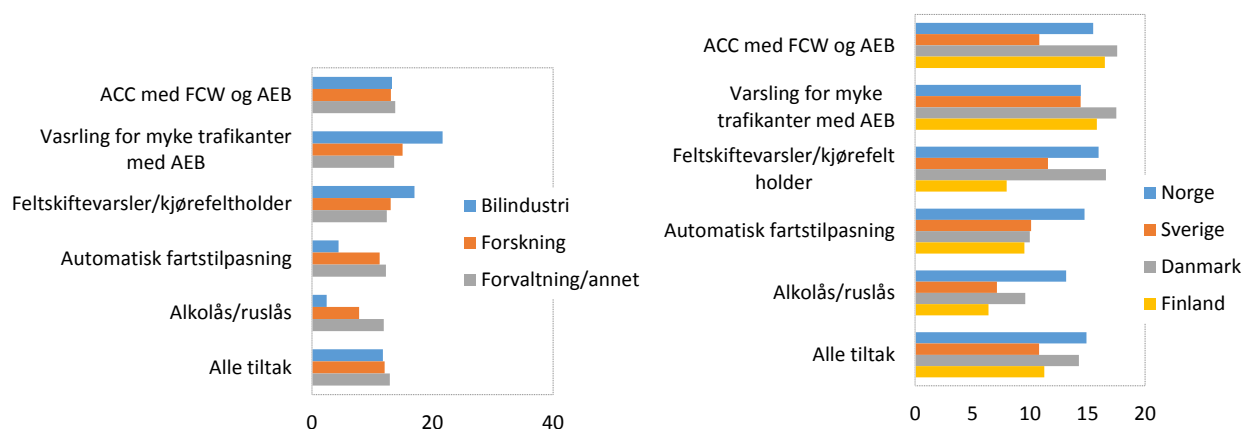 ACC med FCW og AEB
Vasrling for myke trafikanter
med AEB
Feltskiftevarsler/kjørefeltholder
Automatisk fartstilpasning
Alkolås/ruslås
Alle tiltak
0
20
40
Bilindustri
Forskning
Forvaltning/annet
ACC med FCW og AEB
Varsling for myke
trafikanter med AEB
Feltskiftevarsler/kjørefelt
holder
Automatisk fartstilpasning
Alkolås/ruslås
Alle tiltak
0
5
10
15
20
Norge
Sverige
Danmark
Finland